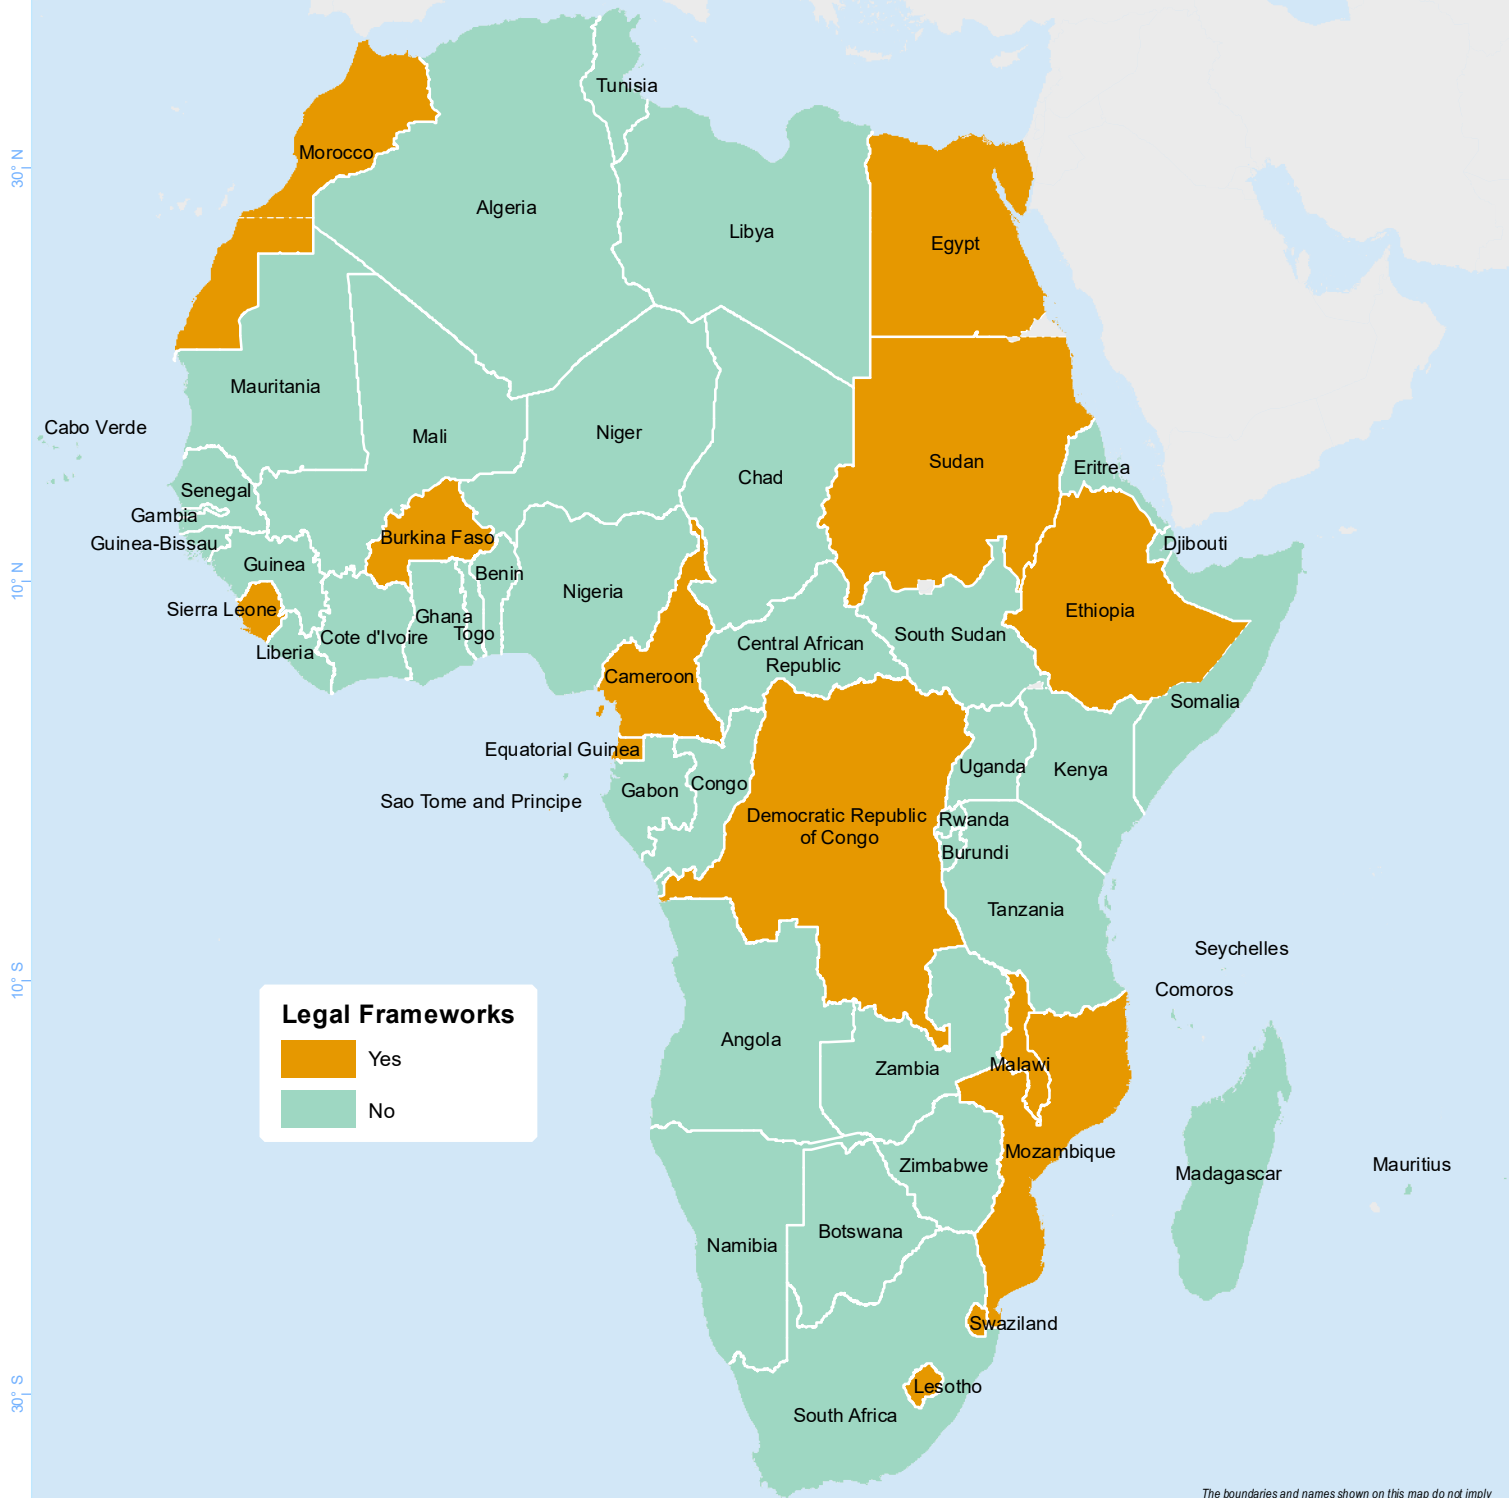 Tunisia
30° N
Morocco
Algeria
Libya
Egypt
Mauritania
Cabo Verde
Mali
Niger
Chad
Sudan
Eritrea
Senegal
Gambia
Guinea-Bissau
Burkina Faso
Djibouti
Guinea
Benin
10° N
Nigeria
Sierra Leone
Ghana
Ethiopia
Togo
Cote d'Ivoire
South Sudan
Liberia
Central African
Republic
Cameroon
Somalia
Equatorial Guinea
Uganda
Kenya
Gabon
Congo
Sao Tome and Principe
Democratic Republic
of Congo
Rwanda
Burundi
Tanzania
Seychelles
10° S
Comoros
Legal Frameworks
Yes
No
Angola
Malawi
Zambia
Mozambique
Zimbabwe
Madagascar
Mauritius
Botswana
Namibia
Swaziland
30° S
Lesotho
South Africa
The boundaries and names shown on this map do not imply